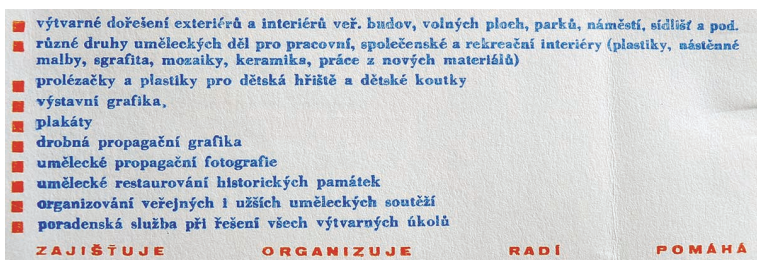 výtvarné dořešení exteriérů a interiérů veř. budov, volných ploch, parků, náměstí, sídlišť a pod.
různé druhy uměleckých děl pro pracovní, společenské a rekreační interiéry (plastiky, nástěnné
malby, sgrafita, mozaiky, keramika, práce z nových materiálů)
prolézačky a plastiky pro dětská hřiště a dětské koutky
výstavní grafika,
plakáty
drobná propagační grafika
umělecké propagační fotografie
umělecké restaurování historických památek
organizování veřejných i užších uměleckých soutěží
poradenská služba při řešení všech výtvarných úkolů
ZAJIŠŤUJE ORGANIZUJE RADÍ POMÁHÁ